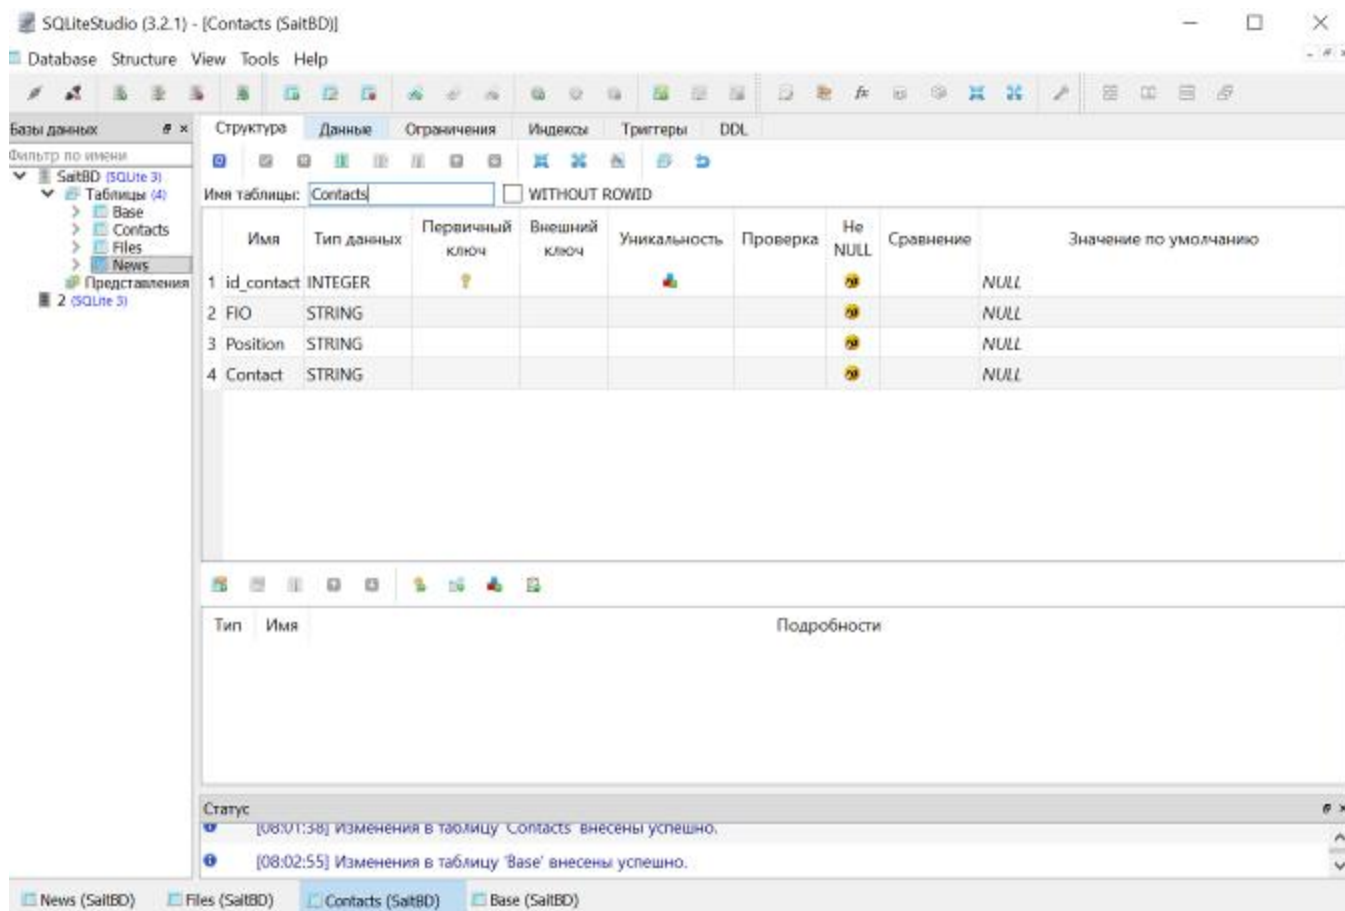 SQLiteStudio (3.2.1) - [Contacts (SaitBD)]
Database Structure View Tools Help
Базы данных
Фильтр по имени
SaitBD (SQLite 3)
Таблицы (4)
Base
Contacts
Files
News
Представления
2 (SQLite 3)
Структура Данные Ограничения Индексы Триггеры DDL
Имя таблицы: Contacts WITHOUT ROWID
Имя Тип данных Первичный ключ Внешний ключ Уникальность Проверка Не NULL Сравнение Значение по умолчанию
1 id_contact INTEGER NULL
2 FIO STRING NULL
3 Position STRING NULL
4 Contact STRING NULL
Тип Имя Подробности
Статус
[08:01:38] Изменения в таблицу 'Contacts' внесены успешно.
[08:02:55] Изменения в таблицу 'Base' внесены успешно.
News (SaitBD) Files (SaitBD) Contacts (SaitBD) Base (SaitBD)